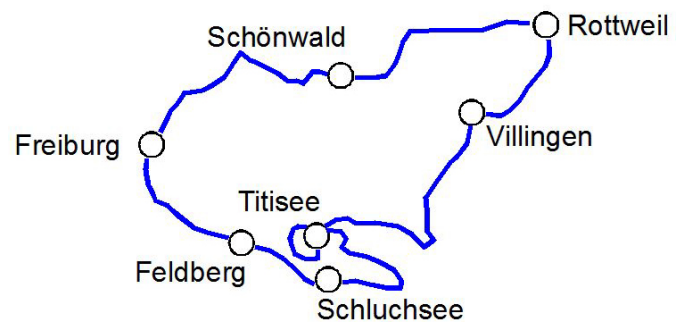 Schönwald
Rottweil
Freiburg
Villingen
Titisee
Feldberg
Schluchsee